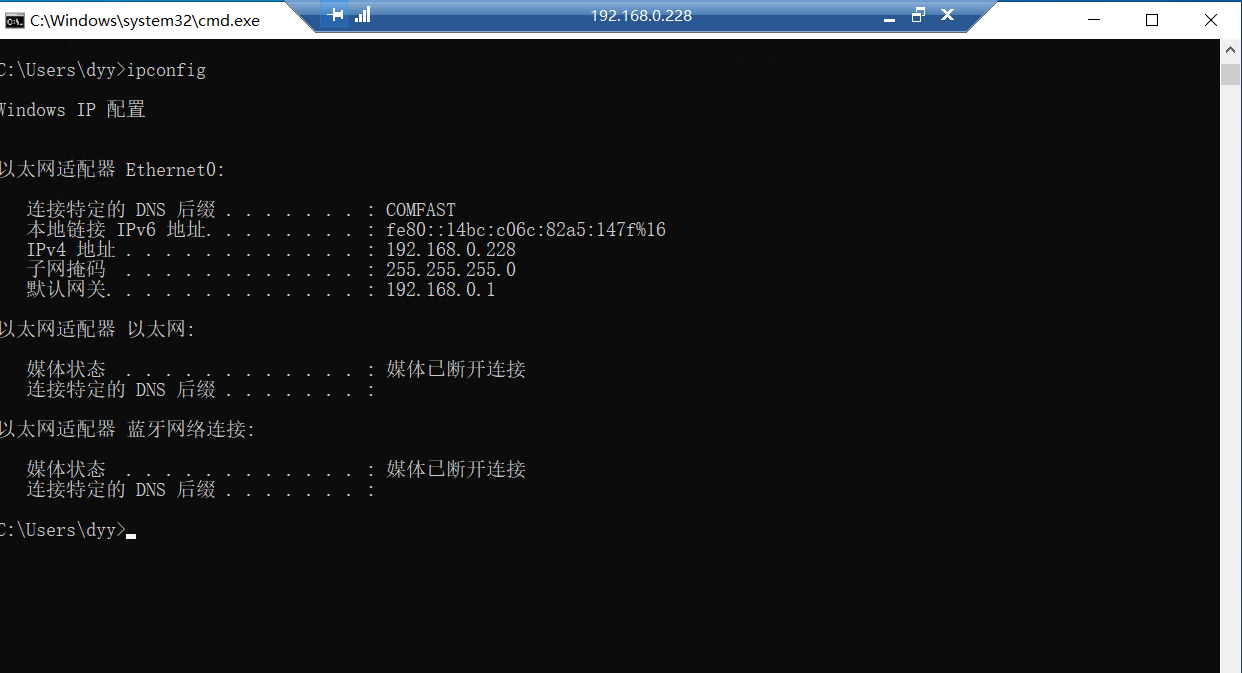 C:\Windows\system32\cmd.exe
192.168.0.228
C:\Users\dyy>ipconfig
Windows IP 配置
以太网适配器 Ethernet0:
连接特定的 DNS 后缀 . . . . . . . : COMFAST
本地链接 IPv6 地址. . . . . . . . : fe80::14bc:c06c:82a5:147f%16
IPv4 地址 . . . . . . . . . . . . : 192.168.0.228
子网掩码  . . . . . . . . . . . . : 255.255.255.0
默认网关. . . . . . . . . . . . . : 192.168.0.1
以太网适配器 以太网:
媒体状态  . . . . . . . . . . . . : 媒体已断开连接
连接特定的 DNS 后缀 . . . . . . . :
以太网适配器 蓝牙网络连接:
媒体状态  . . . . . . . . . . . . : 媒体已断开连接
连接特定的 DNS 后缀 . . . . . . . :
C:\Users\dyy>